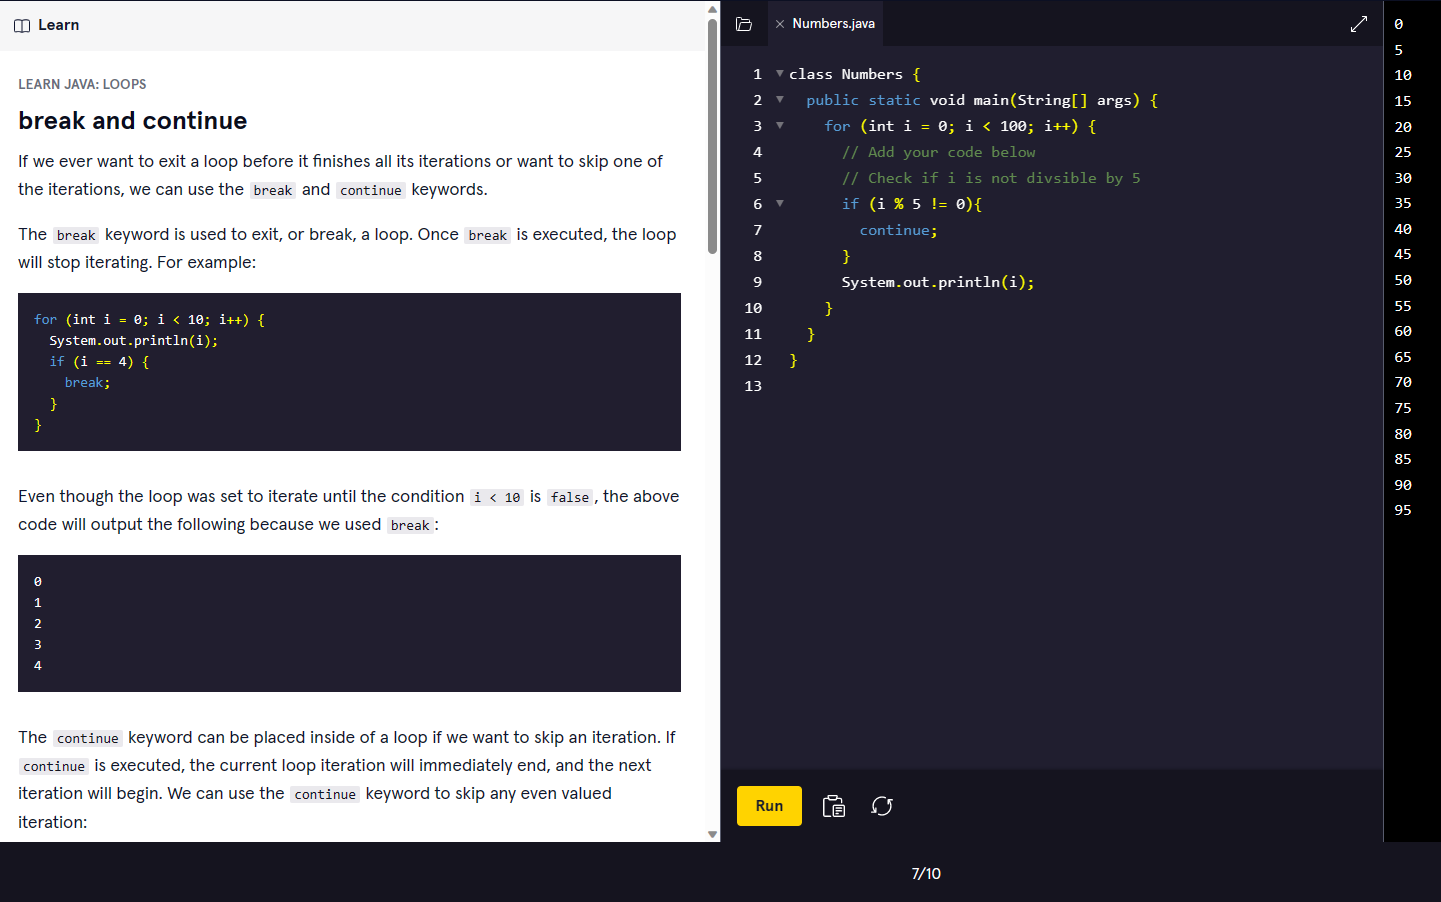 Learn
LEARN JAVA: LOOPS
break and continue
If we ever want to exit a loop before it finishes all its iterations or want to skip one of
the iterations, we can use the break and continue keywords.
The break keyword is used to exit, or break, a loop. Once break is executed, the loop
will stop iterating. For example:
for (int i = 0; i < 10; i++) {
  System.out.println(i);
  if (i == 4) {
    break;
  }
}
Even though the loop was set to iterate until the condition i < 10 is false, the above
code will output the following because we used break:
0
1
2
3
4
The continue keyword can be placed inside of a loop if we want to skip an iteration. If
continue is executed, the current loop iteration will immediately end, and the next
iteration will begin. We can use the continue keyword to skip any even valued
iteration:
Numbers.java
1 class Numbers {
2   public static void main(String[] args) {
3     for (int i = 0; i < 100; i++) {
4       // Add your code below
5       // Check if i is not divsible by 5
6       if (i % 5 != 0){
7         continue;
8       }
9       System.out.println(i);
10     }
11   }
12 }
13
Run
0
5
10
15
20
25
30
35
40
45
50
55
60
65
70
75
80
85
90
95
7/10